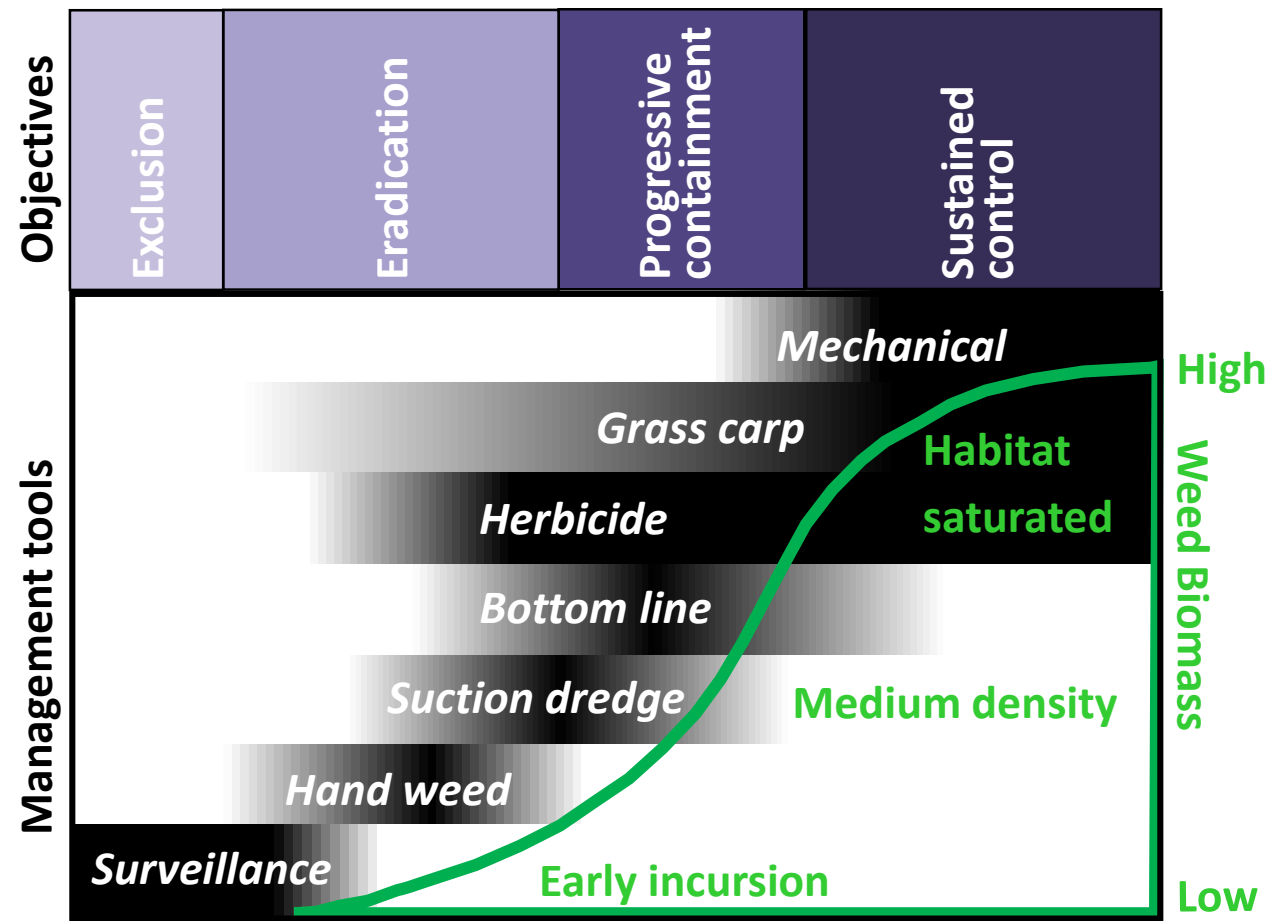 Objectives
Exclusion
Eradication
Progressive
containment
Sustained
control
Management tools
Mechanical
Grass carp
Herbicide
Bottom line
Suction dredge
Hand weed
Surveillance
High
Weed Biomass
Low
Habitat
saturated
Medium density
Early incursion